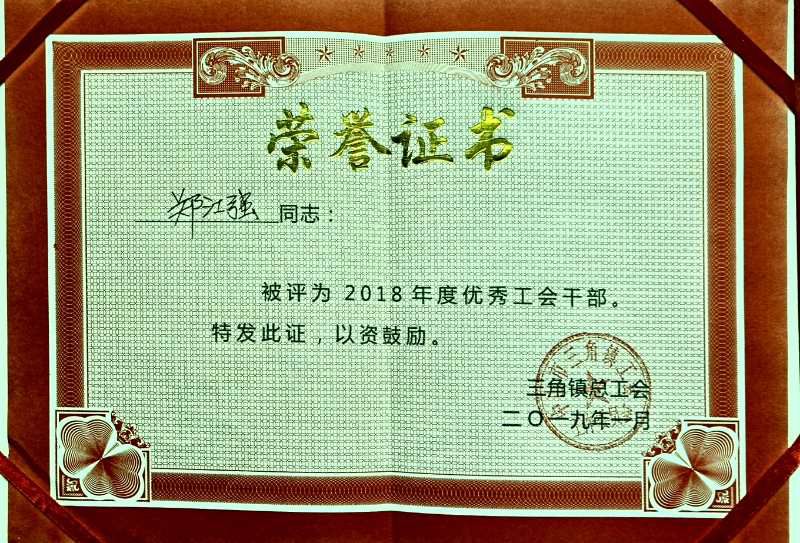 荣誉证书
郑江强同志：
被评为 2018 年度优秀工会干部。
特发此证，以资鼓励。
三角镇总工会
二〇一九年一月